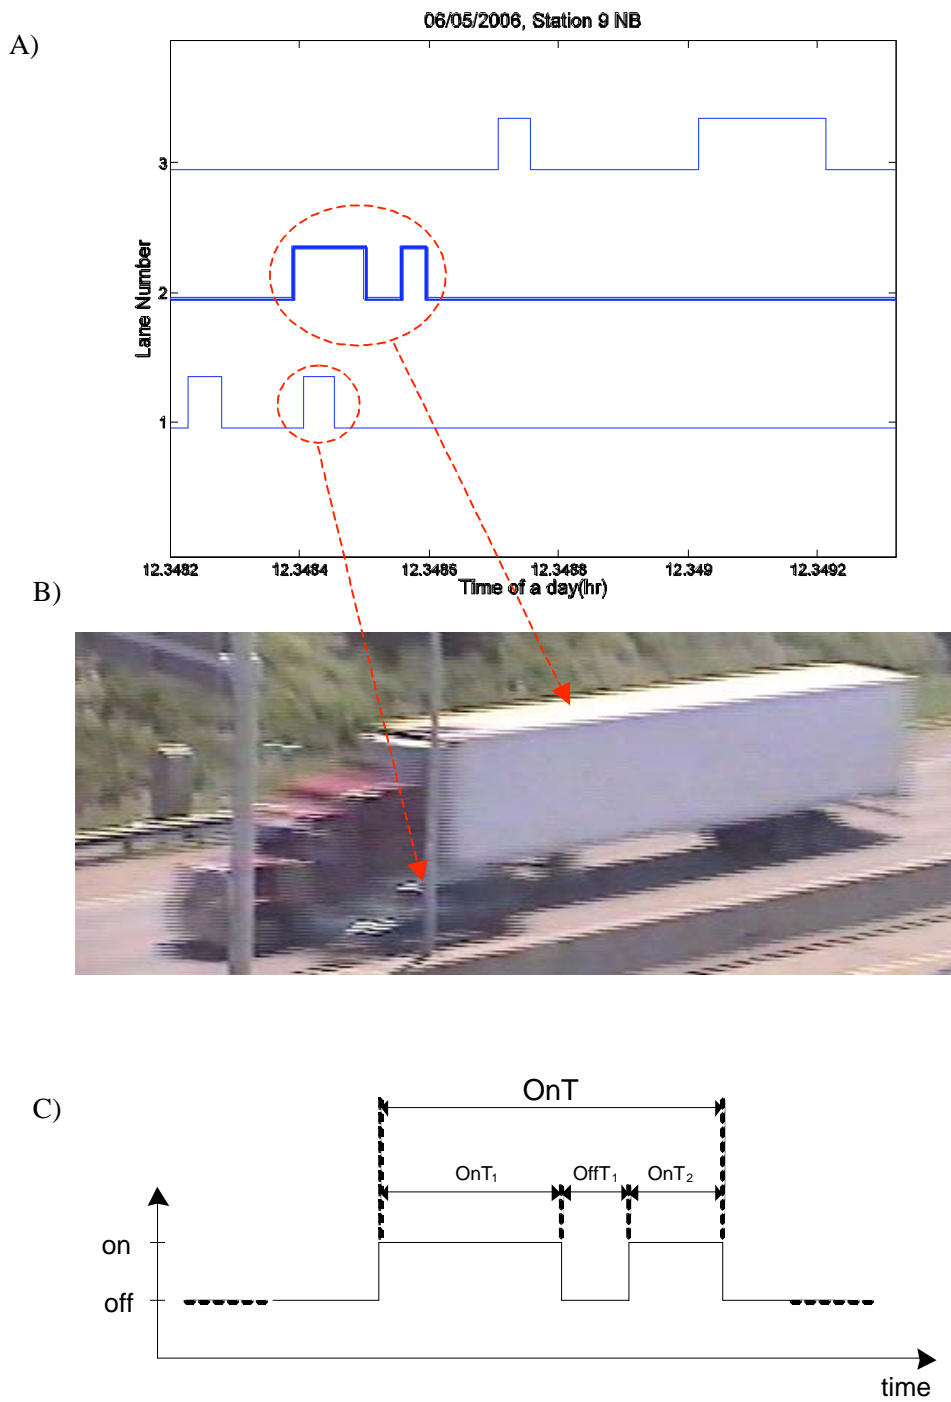 A)
06/05/2006, Station 9 NB
3
2
1
Lane Number
12.3482 12.3484 12.3486 12.3488 12.349 12.3492
Time of a day(hr)
B)
C)
OnT
OnT₁ OffT₁ OnT₂
on
off
time